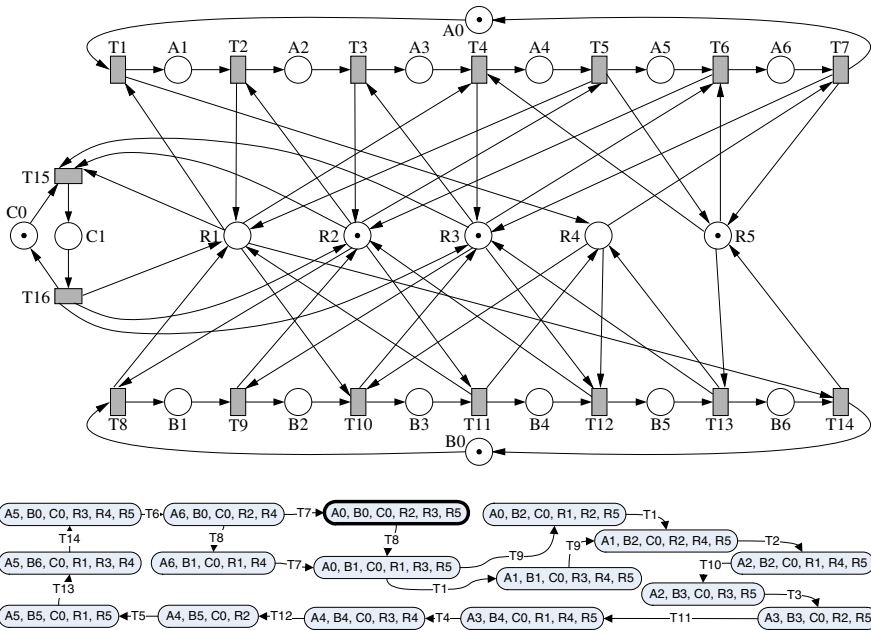 A0
T1 A1 T2 A2 T3 A3 T4 A4 T5 A5 T6 A6 T7
T15
C0
C1
R1 R2 R3 R4 R5
T16
T8 B1 T9 B2 T10 B3 T11 B4 T12 B5 T13 B6 T14
B0
A5, B0, C0, R3, R4, R5 T6 A6, B0, C0, R2, R4 T7 A0, B0, C0, R2, R3, R5 A0, B2, C0, R1, R2, R5 T1
T14 T8 T8 T9 T9 A1, B2, C0, R2, R4, R5 T2
A5, B6, C0, R1, R3, R4 A6, B1, C0, R1, R4 T7 A0, B1, C0, R1, R3, R5 T10 A2, B2, C0, R1, R4, R5
T1 A1, B1, C0, R3, R4, R5
T13 A2, B3, C0, R3, R5 T3
A5, B5, C0, R1, R5 T5 A4, B5, C0, R2 T12 A4, B4, C0, R3, R4 T4 A3, B4, C0, R1, R4, R5 T11 A3, B3, C0, R2, R5